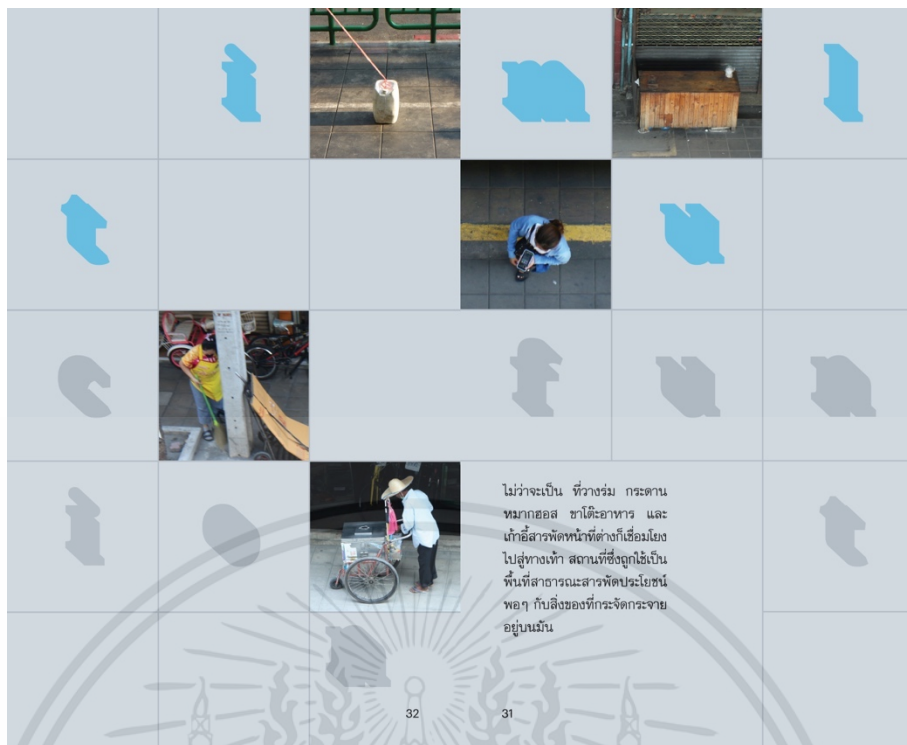 i m l
t u
c f u n
i o t
ไม่ว่าจะเป็น ที่วางร่ม กระดาน
หมากฮอส ขาโต๊ะอาหาร และ
เก้าอี้สารพัดหน้าที่ต่างก็เชื่อมโยง
ไปสู่ทางเท้า สถานที่ซึ่งถูกใช้เป็น
พื้นที่สาธารณะสารพัดประโยชน์
พอๆ กับสิ่งของที่กระจัดกระจาย
อยู่บนมัน
n
32 31